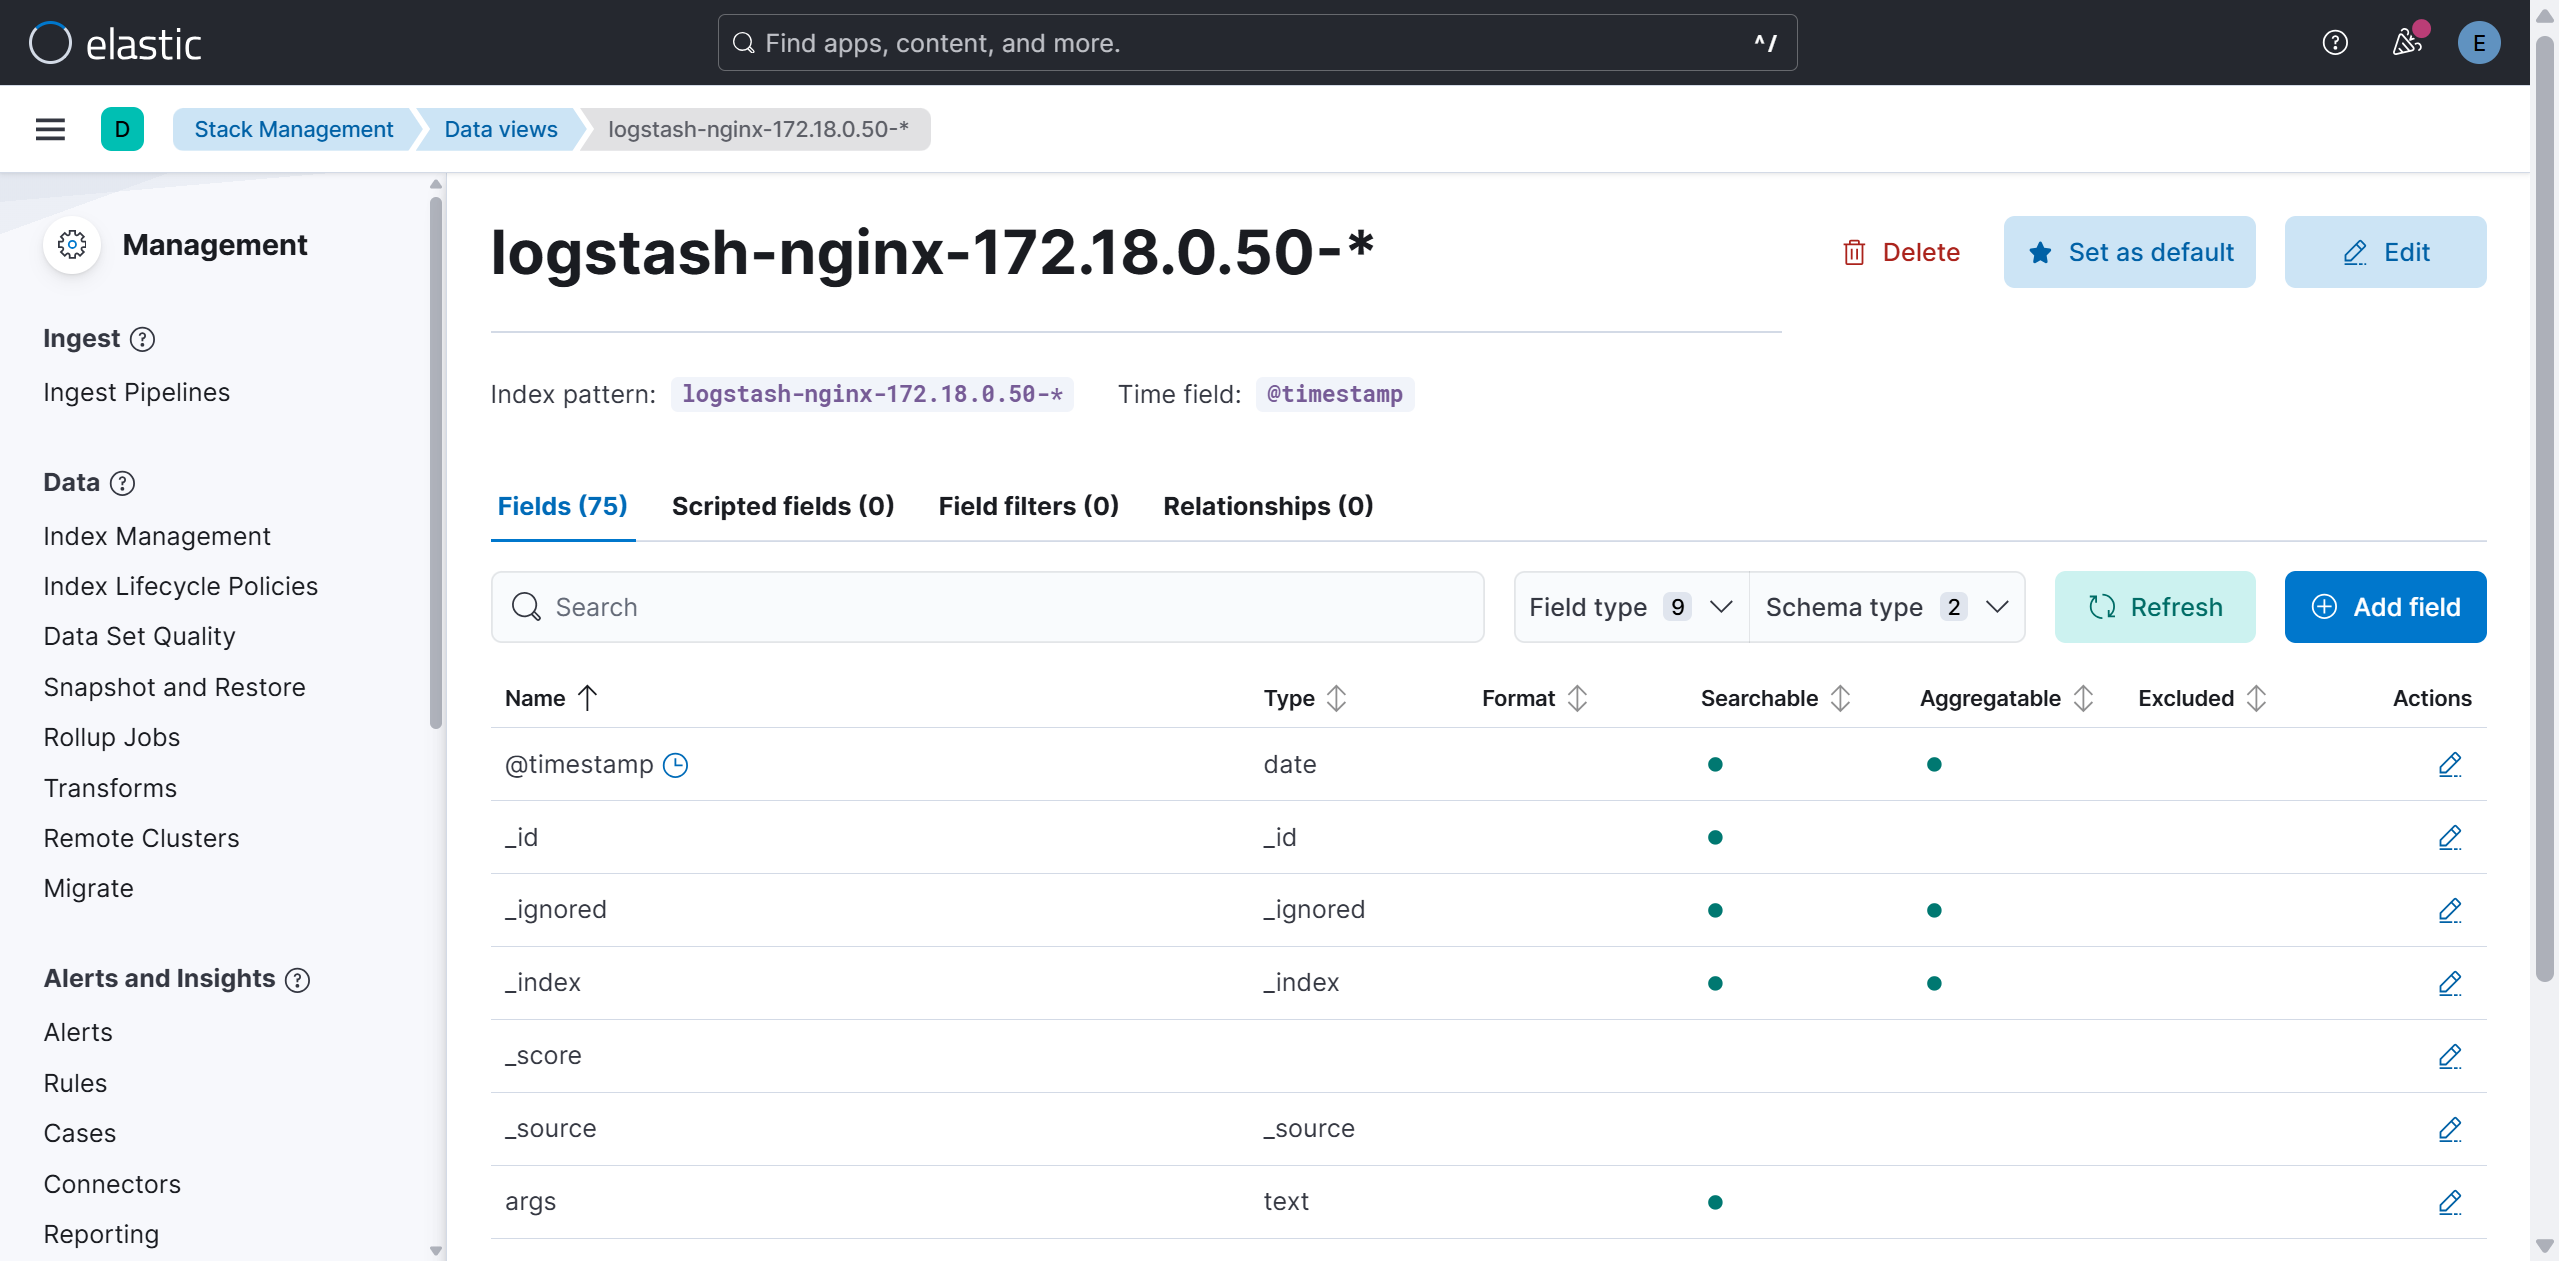 elastic
Find apps, content, and more.
^/
E
D
Stack Management
Data views
logstash-nginx-172.18.0.50-*
Management
Ingest
Ingest Pipelines
Data
Index Management
Index Lifecycle Policies
Data Set Quality
Snapshot and Restore
Rollup Jobs
Transforms
Remote Clusters
Migrate
Alerts and Insights
Alerts
Rules
Cases
Connectors
Reporting
logstash-nginx-172.18.0.50-*
Delete
Set as default
Edit
Index pattern: logstash-nginx-172.18.0.50-* Time field: @timestamp
Fields (75) Scripted fields (0) Field filters (0) Relationships (0)
Search
Field type 9
Schema type 2
Refresh
Add field
Name Type Format Searchable Aggregatable Excluded Actions
@timestamp date
_id _id
_ignored _ignored
_index _index
_score
_source _source
args text